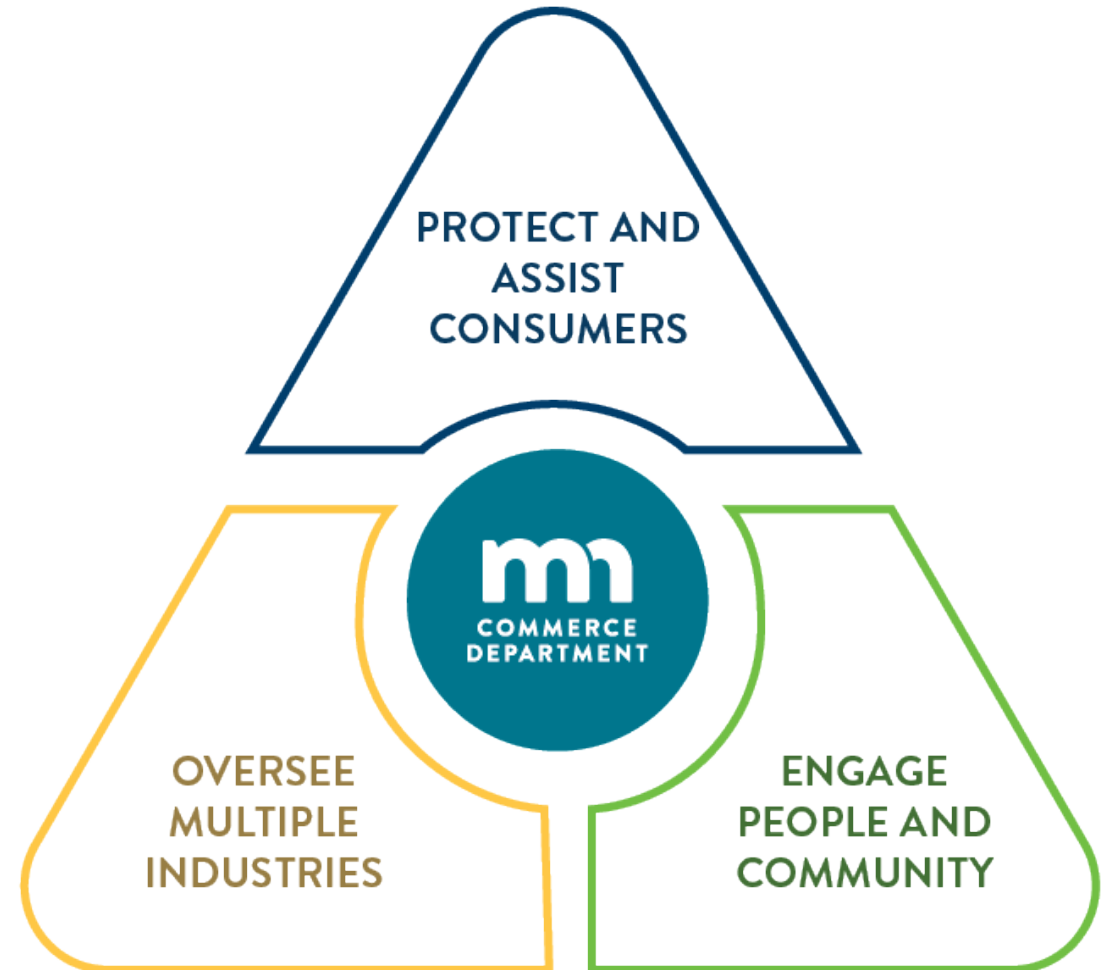 PROTECT AND
ASSIST
CONSUMERS
mn
COMMERCE
DEPARTMENT
OVERSEE
MULTIPLE
INDUSTRIES
ENGAGE
PEOPLE AND
COMMUNITY